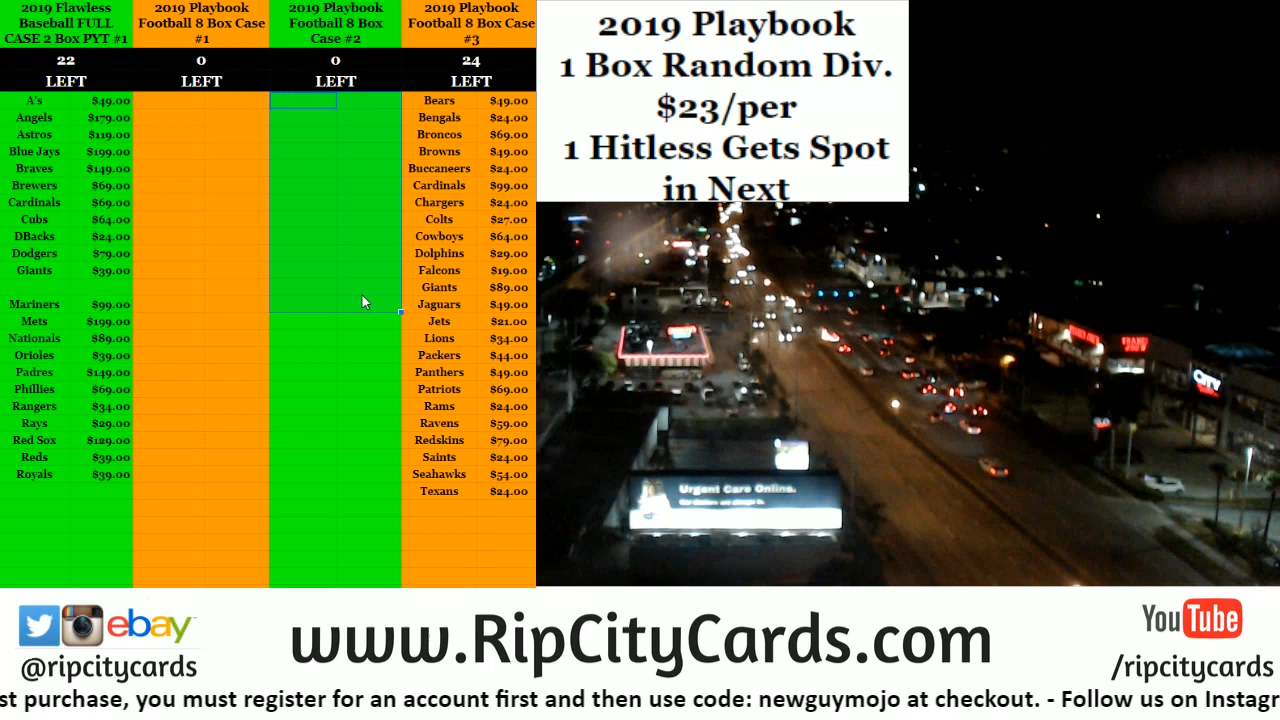 2019 Flawless
Baseball FULL
CASE 2 Box PYT #1
22
LEFT
A's $49.00
Angels $179.00
Astros $119.00
Blue Jays $199.00
Braves $149.00
Brewers $69.00
Cardinals $69.00
Cubs $64.00
DBacks $24.00
Dodgers $79.00
Giants $39.00
Mariners $99.00
Mets $199.00
Nationals $89.00
Orioles $39.00
Padres $149.00
Phillies $69.00
Rangers $34.00
Rays $29.00
Red Sox $129.00
Reds $39.00
Royals $39.00
2019 Playbook
Football 8 Box Case
#1
0
LEFT
2019 Playbook
Football 8 Box
Case #2
0
LEFT
2019 Playbook
Football 8 Box Case
#3
24
LEFT
Bears $49.00
Bengals $24.00
Broncos $69.00
Browns $49.00
Buccaneers $24.00
Cardinals $99.00
Chargers $24.00
Colts $27.00
Cowboys $64.00
Dolphins $29.00
Falcons $19.00
Giants $89.00
Jaguars $49.00
Jets $21.00
Lions $34.00
Packers $44.00
Panthers $49.00
Patriots $69.00
Rams $24.00
Ravens $59.00
Redskins $79.00
Saints $24.00
Seahawks $54.00
Texans $24.00
2019 Playbook
1 Box Random Div.
$23/per
1 Hitless Gets Spot
in Next
Urgent Care Online.
CITY
ebay
@ripcitycards
www.RipCityCards.com
YouTube
/ripcitycards
st purchase, you must register for an account first and then use code: newguymojo at checkout. - Follow us on Instagr